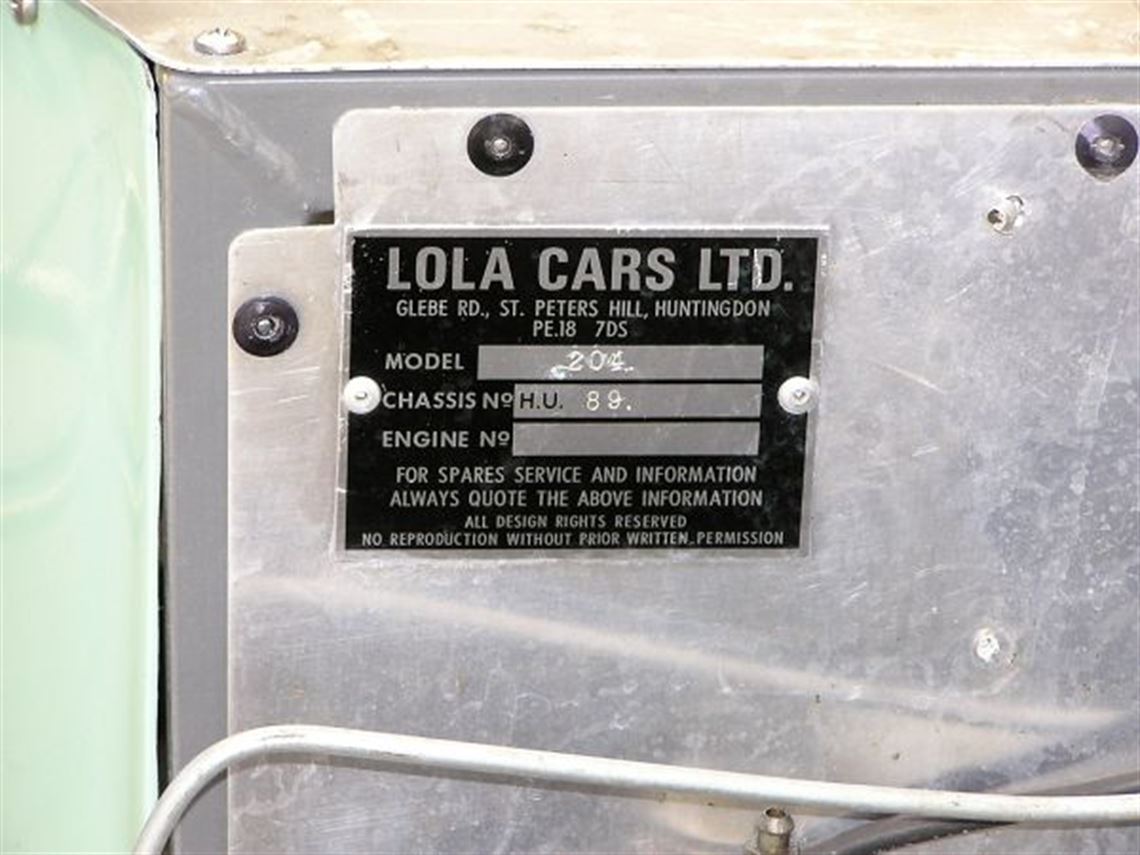 LOLA CARS LTD.
GLEBE RD., ST. PETERS HILL, HUNTINGDON
PE.18 7DS
MODEL 204.
CHASSIS Nº H.U. 89.
ENGINE Nº
FOR SPARES SERVICE AND INFORMATION
ALWAYS QUOTE THE ABOVE INFORMATION
ALL DESIGN RIGHTS RESERVED
NO REPRODUCTION WITHOUT PRIOR WRITTEN PERMISSION